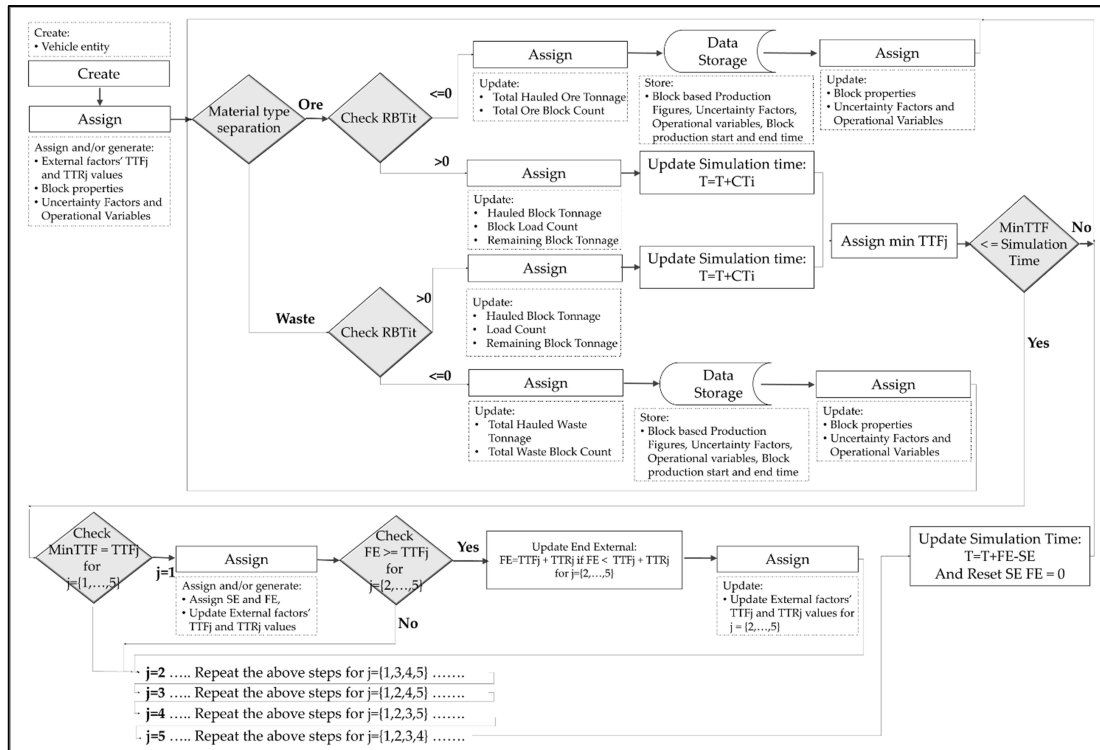 Create:
• Vehicle entity
Create
Assign
Assign and/or generate:
• External factors' TTFj
and TTRj values
• Block properties
• Uncertainty Factors and
Operational Variables
Material type
separation
Ore
Waste
Check RBTit
<=0
>0
Assign
Update:
• Total Hauled Ore Tonnage
• Total Ore Block Count
Data
Storage
Store:
• Block based Production
Figures, Uncertainty Factors,
Operational variables, Block
production start and end time
Assign
Update:
• Block properties
• Uncertainty Factors and
Operational Variables
Assign
Update:
• Hauled Block Tonnage
• Block Load Count
• Remaining Block Tonnage
Update Simulation time:
T=T+CTi
Check RBTit
>0
<=0
Assign
Update:
• Hauled Block Tonnage
• Load Count
• Remaining Block Tonnage
Update Simulation time:
T=T+CTi
Assign min TTFj
MinTTF
< = Simulation
Time
No
Yes
Assign
Update:
• Total Hauled Waste
Tonnage
• Total Waste Block Count
Data
Storage
Store:
• Block based Production
Figures, Uncertainty Factors,
Operational variables, Block
production start and end time
Assign
Update:
• Block properties
• Uncertainty Factors and
Operational Variables
Check
MinTTF = TTFj
for
j={1,…,5}
j=1
Assign
Assign and/or generate:
• Assign SE and FE,
• Update External factors'
TTFj and TTRj values
Check
FE >= TTFj
for
j={2,…,5}
Yes
No
Update End External:
FE=TTFj + TTRj if FE < TTFj + TTRj
for j={2,…,5}
Assign
Update:
• Update External factors'
TTFj and TTRj values for
j = {2,…,5}
Update Simulation Time:
T=T+FE-SE
And Reset SE FE = 0
j=2 ….. Repeat the above steps for j={1,3,4,5} …….
j=3 ….. Repeat the above steps for j={1,2,4,5} …….
j=4 ….. Repeat the above steps for j={1,2,3,5} …….
j=5 ….. Repeat the above steps for j={1,2,3,4} …….